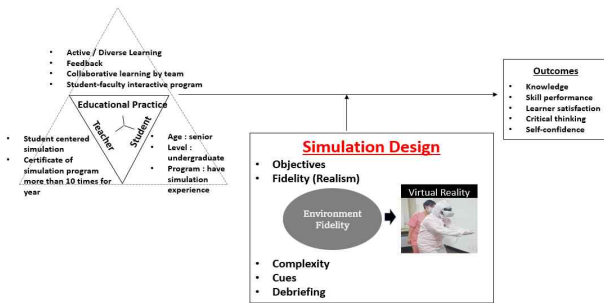 • Active / Diverse Learning
• Feedback
• Collaborative learning by team
• Student-faculty interactive program
Educational Practice
Teacher
Student
• Student centered
simulation
• Certificate of
simulation program
more than 10 times for
year
• Age : senior
• Level :
undergraduate
• Program : have
simulation
experience
Simulation Design
• Objectives
• Fidelity (Realism)
Environment
Fidelity
Virtual Reality
• Complexity
• Cues
• Debriefing
Outcomes
• Knowledge
• Skill performance
• Learner satisfaction
• Critical thinking
• Self-confidence